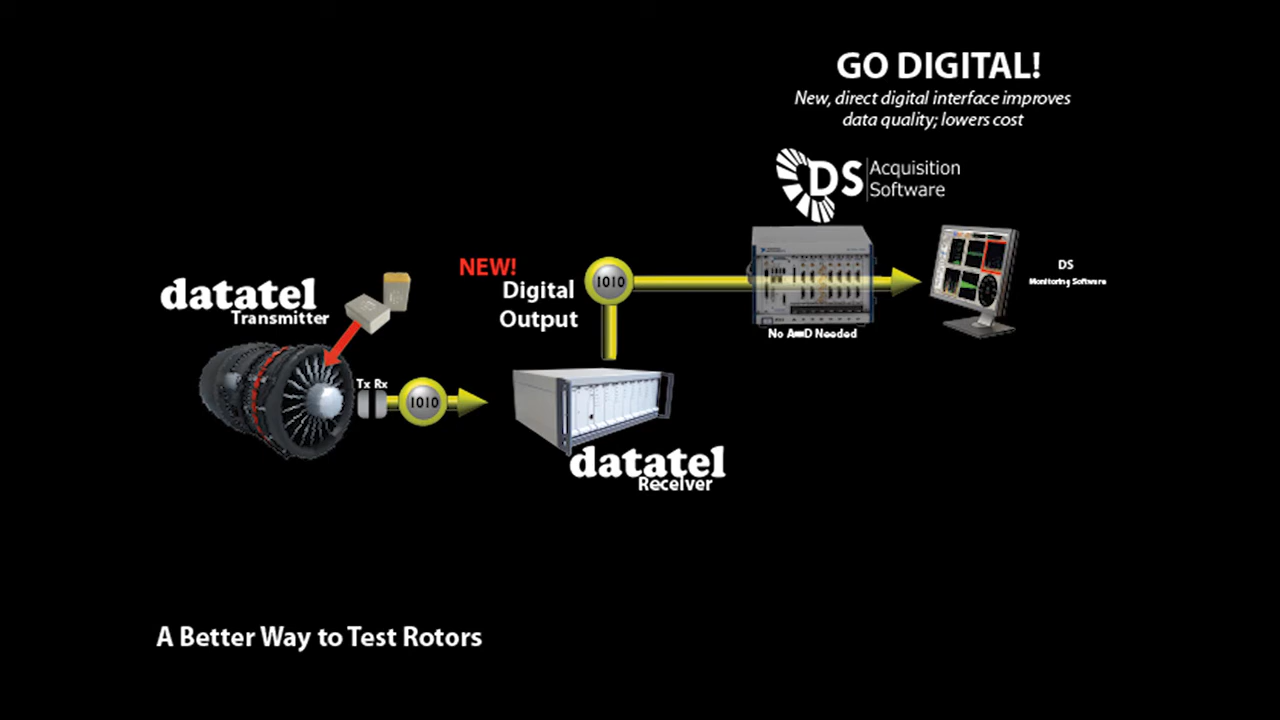 GO DIGITAL!
New, direct digital interface improves
data quality; lowers cost
DS Acquisition
Software
NEW!
Digital
Output
1010
datatel
Transmitter
DS
Monitoring Software
No A D Needed
Tx Rx
1010
datatel
Receiver
A Better Way to Test Rotors